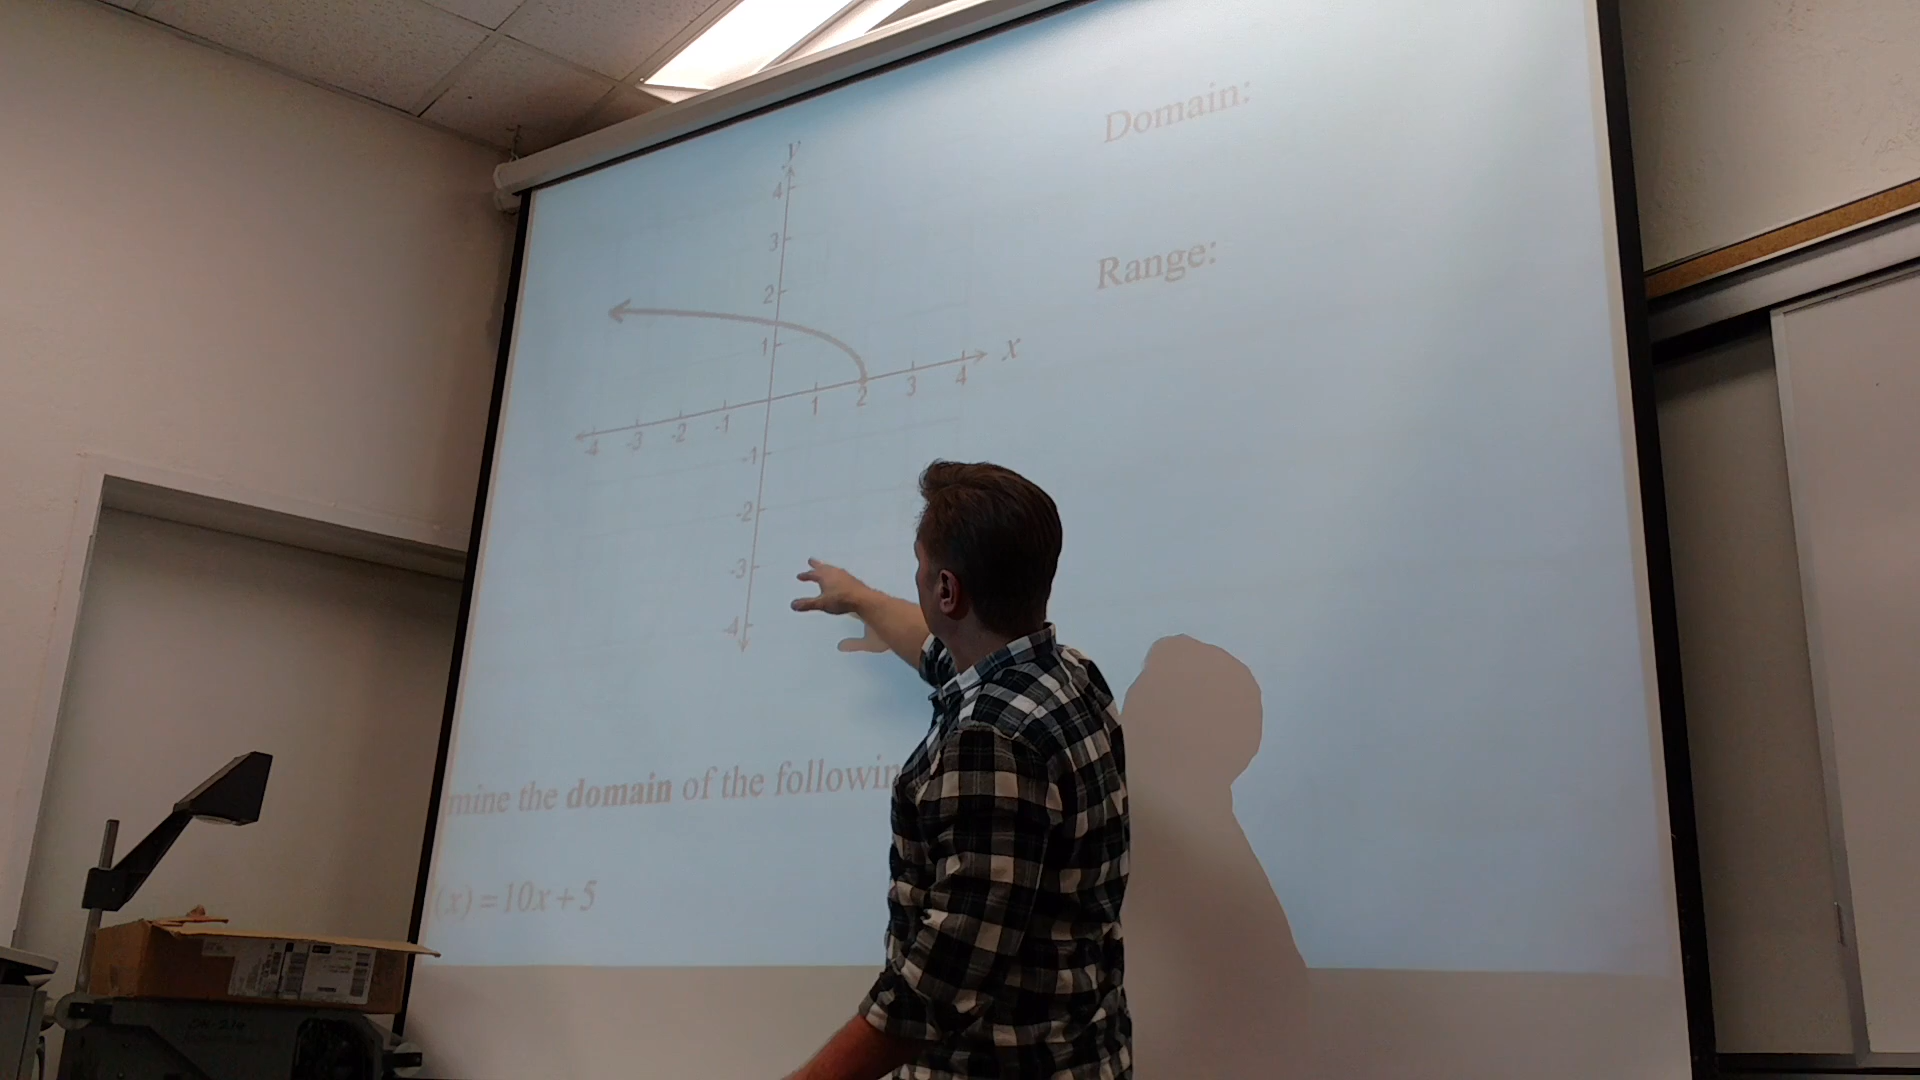 Domain:
y
4
3
2
1
Range:
x
-4 -3 -2 -1 1 2 3 4
-1
-2
-3
-4
mine the domain of the followin
(x) = 10x + 5